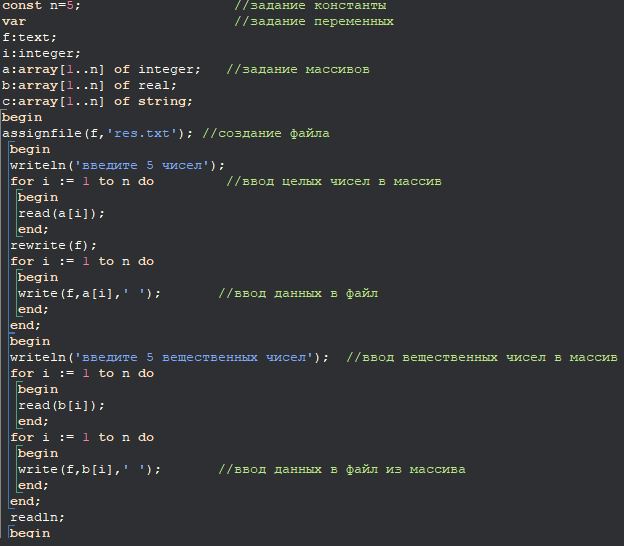 const n=5;                   //задание константы
var                          //задание переменных
f:text;
i:integer;
a:array[1..n] of integer;   //задание массивов
b:array[1..n] of real;
c:array[1..n] of string;
begin
assignfile(f,'res.txt'); //создание файла
 begin
 writeln('введите 5 чисел');
 for i := 1 to n do         //ввод целых чисел в массив
  begin
  read(a[i]);
  end;
 rewrite(f);
 for i := 1 to n do
  begin
  write(f,a[i],' ');       //ввод данных в файл
  end;
 end;
 begin
 writeln('введите 5 вещественных чисел');  //ввод вещественных чисел в массив
 for i := 1 to n do
  begin
  read(b[i]);
  end;
 for i := 1 to n do
  begin
  write(f,b[i],' ');       //ввод данных в файл из массива
  end;
 end;
 readln;
 begin